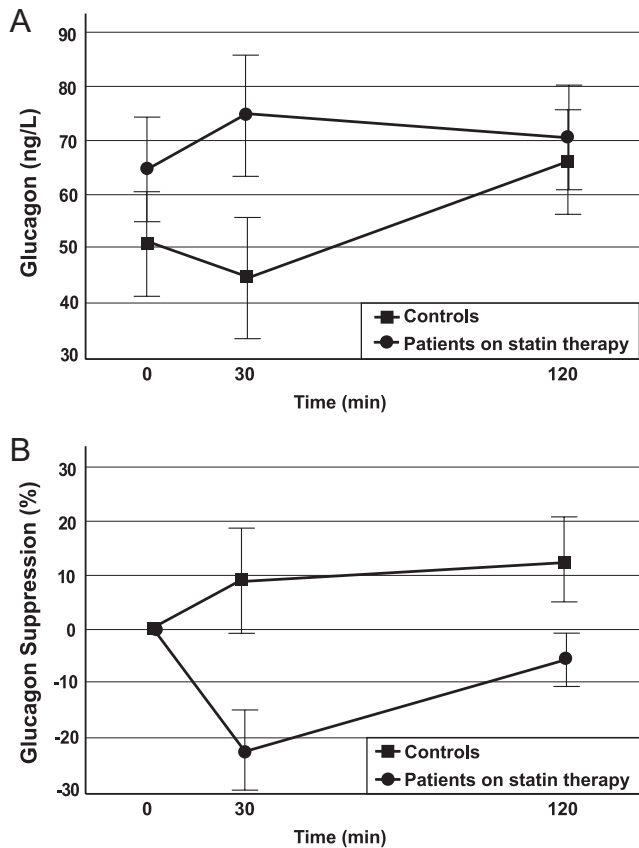 A
Glucagon (ng/L)
90
80
70
60
50
40
30
Controls
Patients on statin therapy
0 30 120
Time (min)
B
Glucagon Suppression (%)
30
20
10
0
-10
-20
-30
Controls
Patients on statin therapy
0 30 120
Time (min)